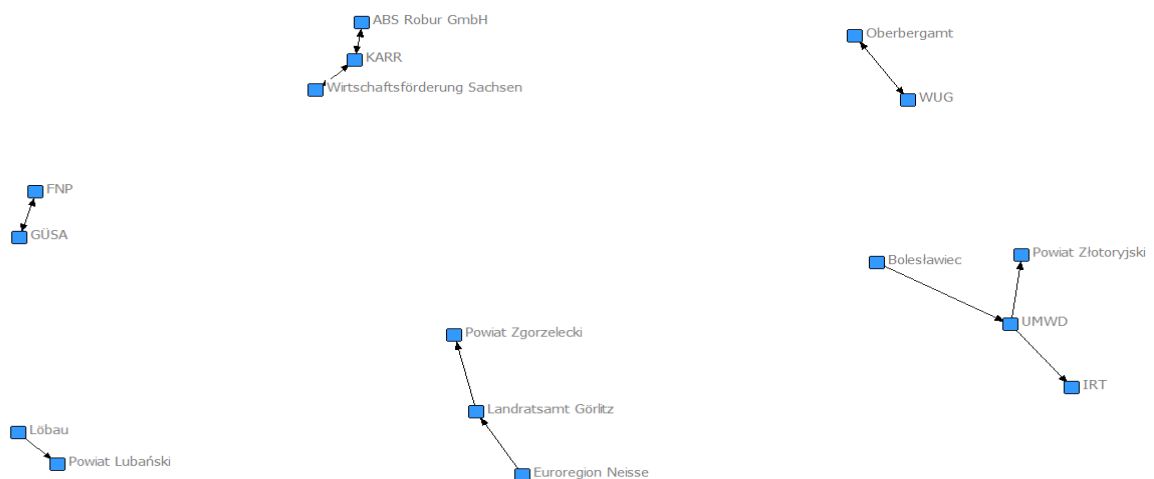 ABS Robur GmbH
KARR
Wirtschaftsförderung Sachsen
Oberbergamt
WUG
FNP
GÜSA
Bolesławiec
Powiat Złotoryjski
UMWD
IRT
Powiat Zgorzelecki
Landratsamt Görlitz
Euroregion Neisse
Löbau
Powiat Lubański